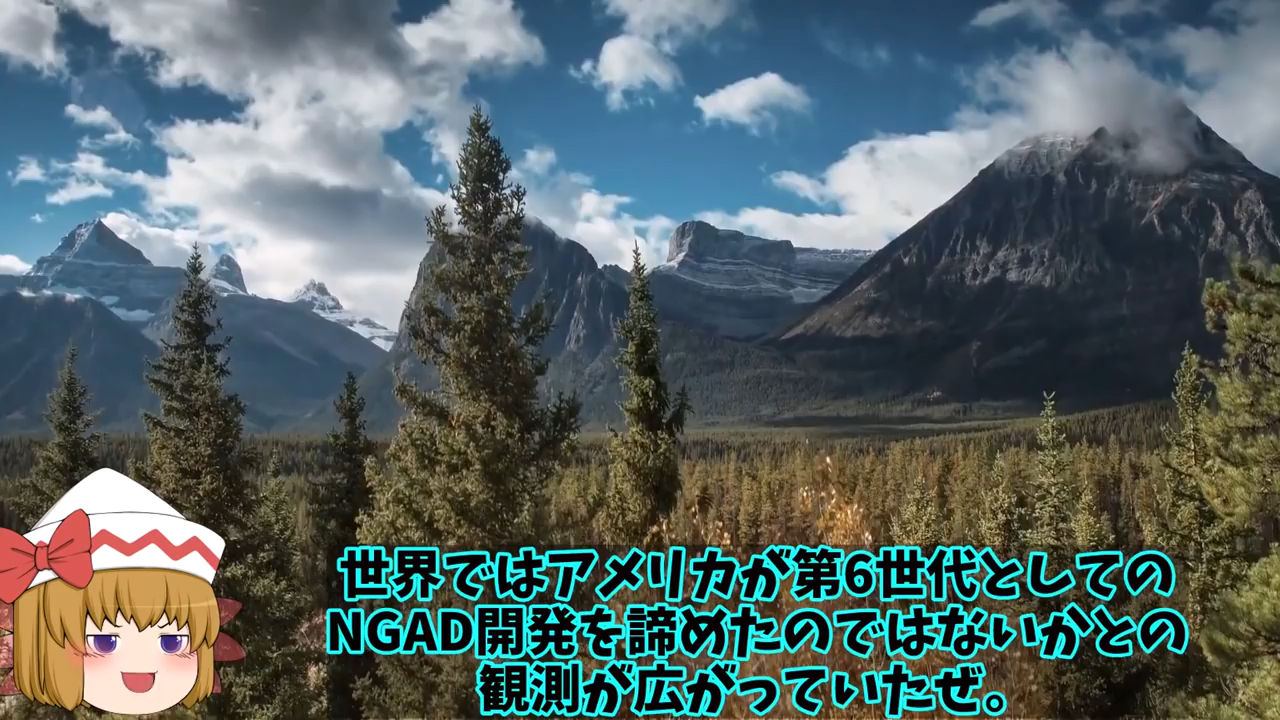 世界ではアメリカが第6世代としての
NGAD開発を諦めたのではないかとの
観測が広がっていたぜ。